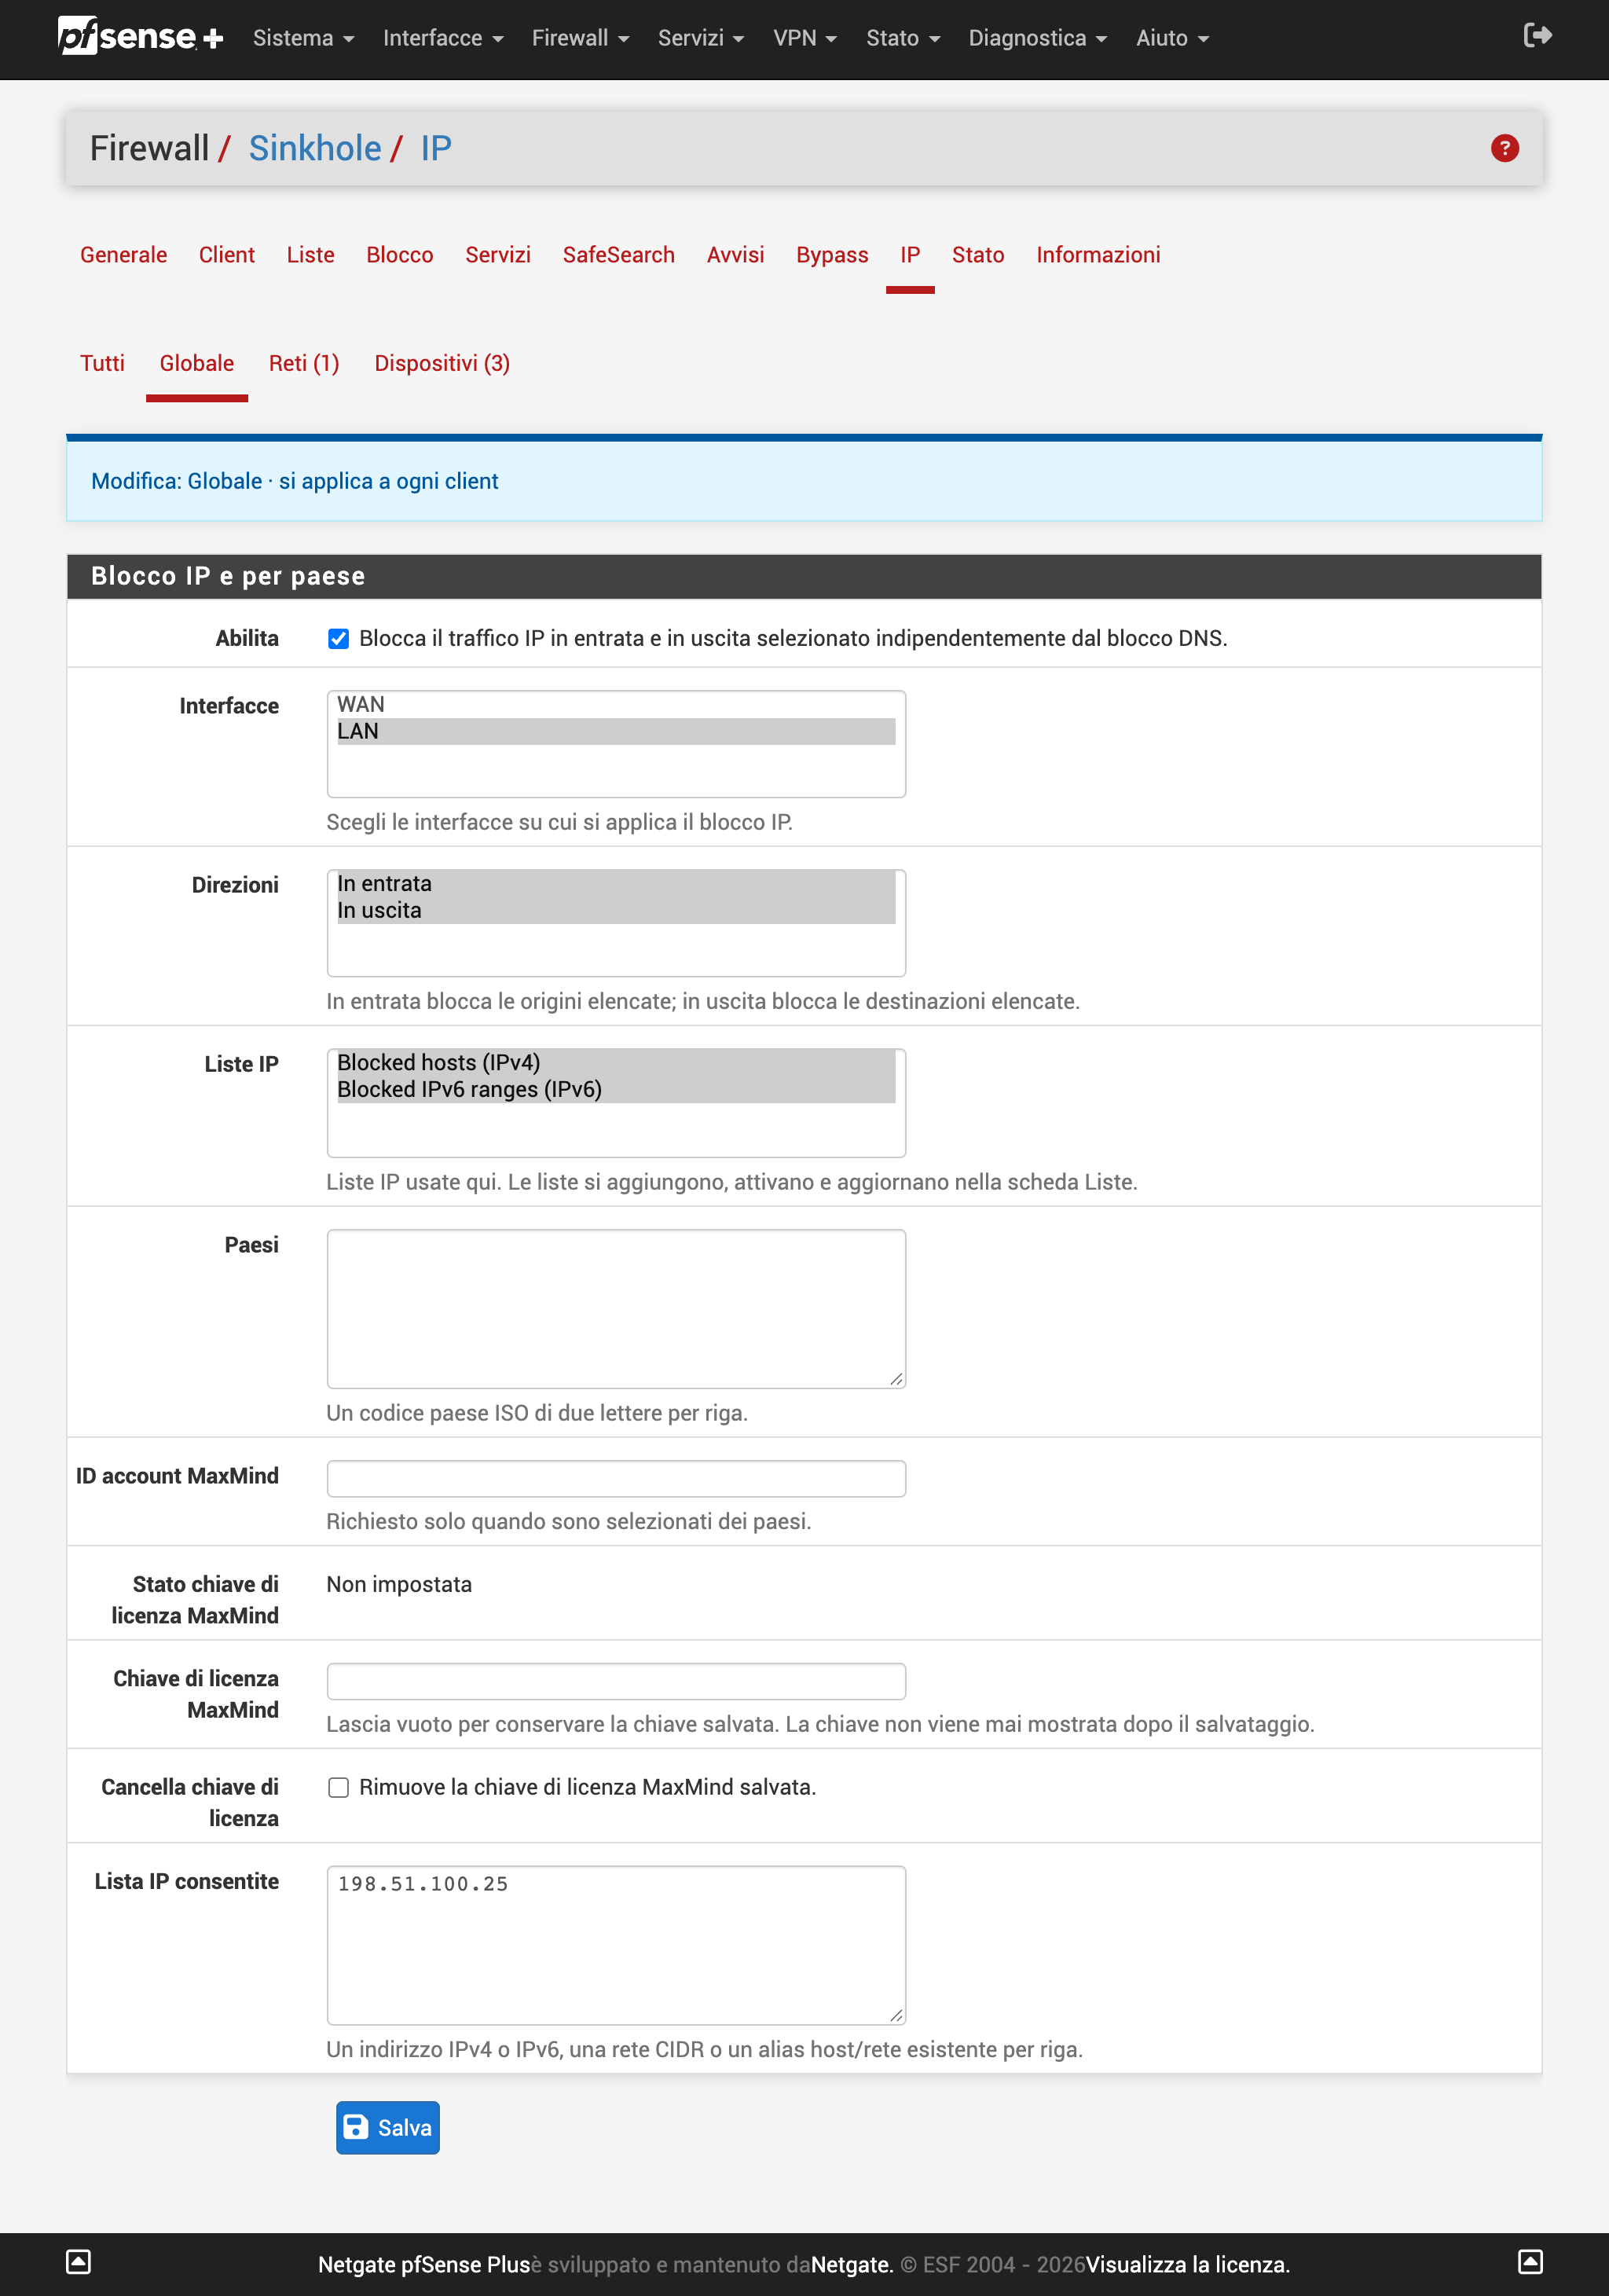 pfsense +
Sistema Interfacce Firewall Servizi VPN Stato Diagnostica Aiuto
Firewall / Sinkhole / IP
?
Generale Client Liste Blocco Servizi SafeSearch Avvisi Bypass IP Stato Informazioni
Tutti Globale Reti (1) Dispositivi (3)
Modifica: Globale · si applica a ogni client
Blocco IP e per paese
Abilita Blocca il traffico IP in entrata e in uscita selezionato indipendentemente dal blocco DNS.
Interfacce
WAN
LAN
Scegli le interfacce su cui si applica il blocco IP.
Direzioni
In entrata
In uscita
In entrata blocca le origini elencate; in uscita blocca le destinazioni elencate.
Liste IP
Blocked hosts (IPv4)
Blocked IPv6 ranges (IPv6)
Liste IP usate qui. Le liste si aggiungono, attivano e aggiornano nella scheda Liste.
Paesi
Un codice paese ISO di due lettere per riga.
ID account MaxMind
Richiesto solo quando sono selezionati dei paesi.
Stato chiave di
licenza MaxMind
Non impostata
Chiave di licenza
MaxMind
Lascia vuoto per conservare la chiave salvata. La chiave non viene mai mostrata dopo il salvataggio.
Cancella chiave di
licenza
Rimuove la chiave di licenza MaxMind salvata.
Lista IP consentite
198.51.100.25
Un indirizzo IPv4 o IPv6, una rete CIDR o un alias host/rete esistente per riga.
Salva
Netgate pfSense Plusè sviluppato e mantenuto daNetgate. © ESF 2004 - 2026Visualizza la licenza.